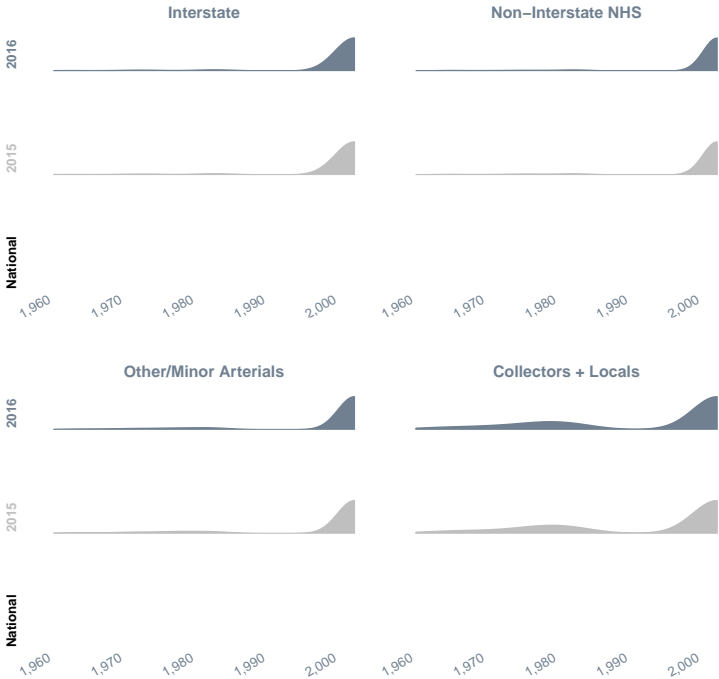 Interstate
Non−Interstate NHS
2016
2015
National
1,960 1,970 1,980 1,990 2,000
1,960 1,970 1,980 1,990 2,000
Other/Minor Arterials
Collectors + Locals
2016
2015
National
1,960 1,970 1,980 1,990 2,000
1,960 1,970 1,980 1,990 2,000